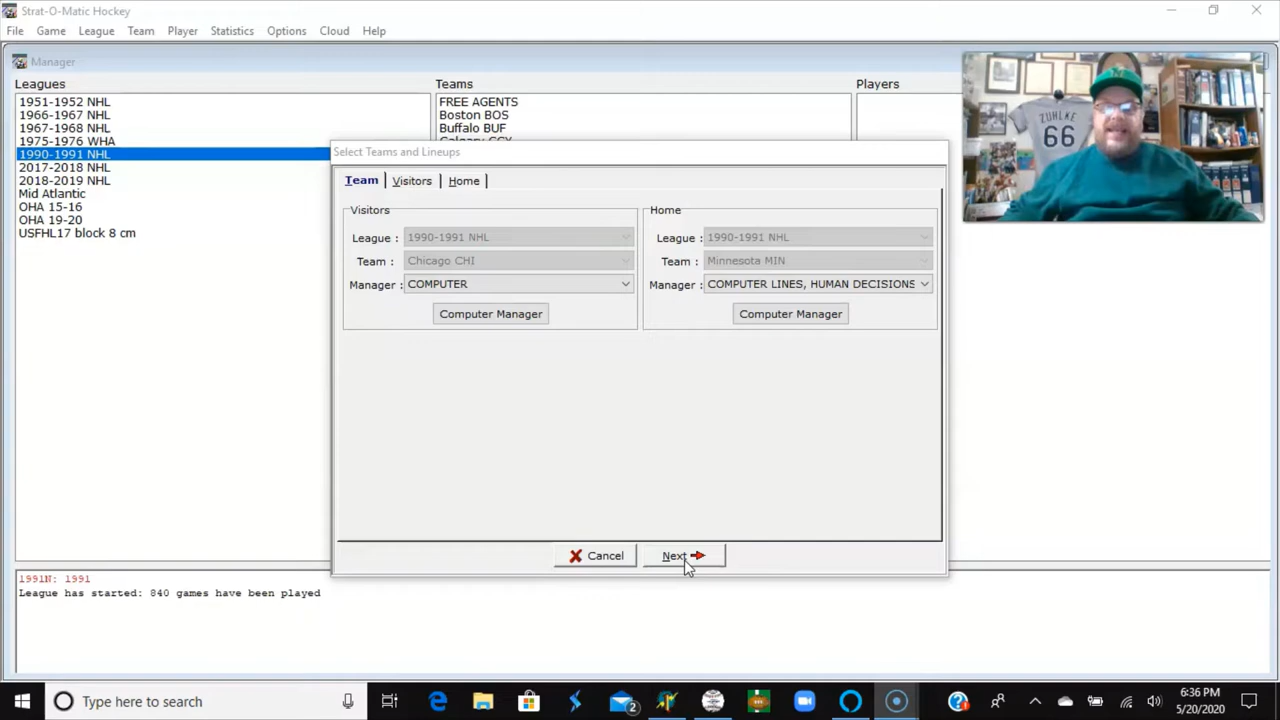 Strat-O-Matic Hockey
File Game League Team Player Statistics Options Cloud Help
Manager
Leagues Teams Players
1951-1952 NHL
1966-1967 NHL
1967-1968 NHL
1975-1976 WHA
1990-1991 NHL
2017-2018 NHL
2018-2019 NHL
Mid Atlantic
OHA 15-16
OHA 19-20
USFHL17 block 8 cm
FREE AGENTS
Boston BOS
Buffalo BUF
Calgary CGY
ZUHLKE
66
Select Teams and Lineups
Team Visitors Home
Visitors
League : 1990-1991 NHL
Team : Chicago CHI
Manager : COMPUTER
Computer Manager
Home
League : 1990-1991 NHL
Team : Minnesota MIN
Manager : COMPUTER LINES, HUMAN DECISIONS
Computer Manager
Cancel Next
1991N: 1991
League has started: 840 games have been played
Type here to search
2
6:36 PM
5/20/2020